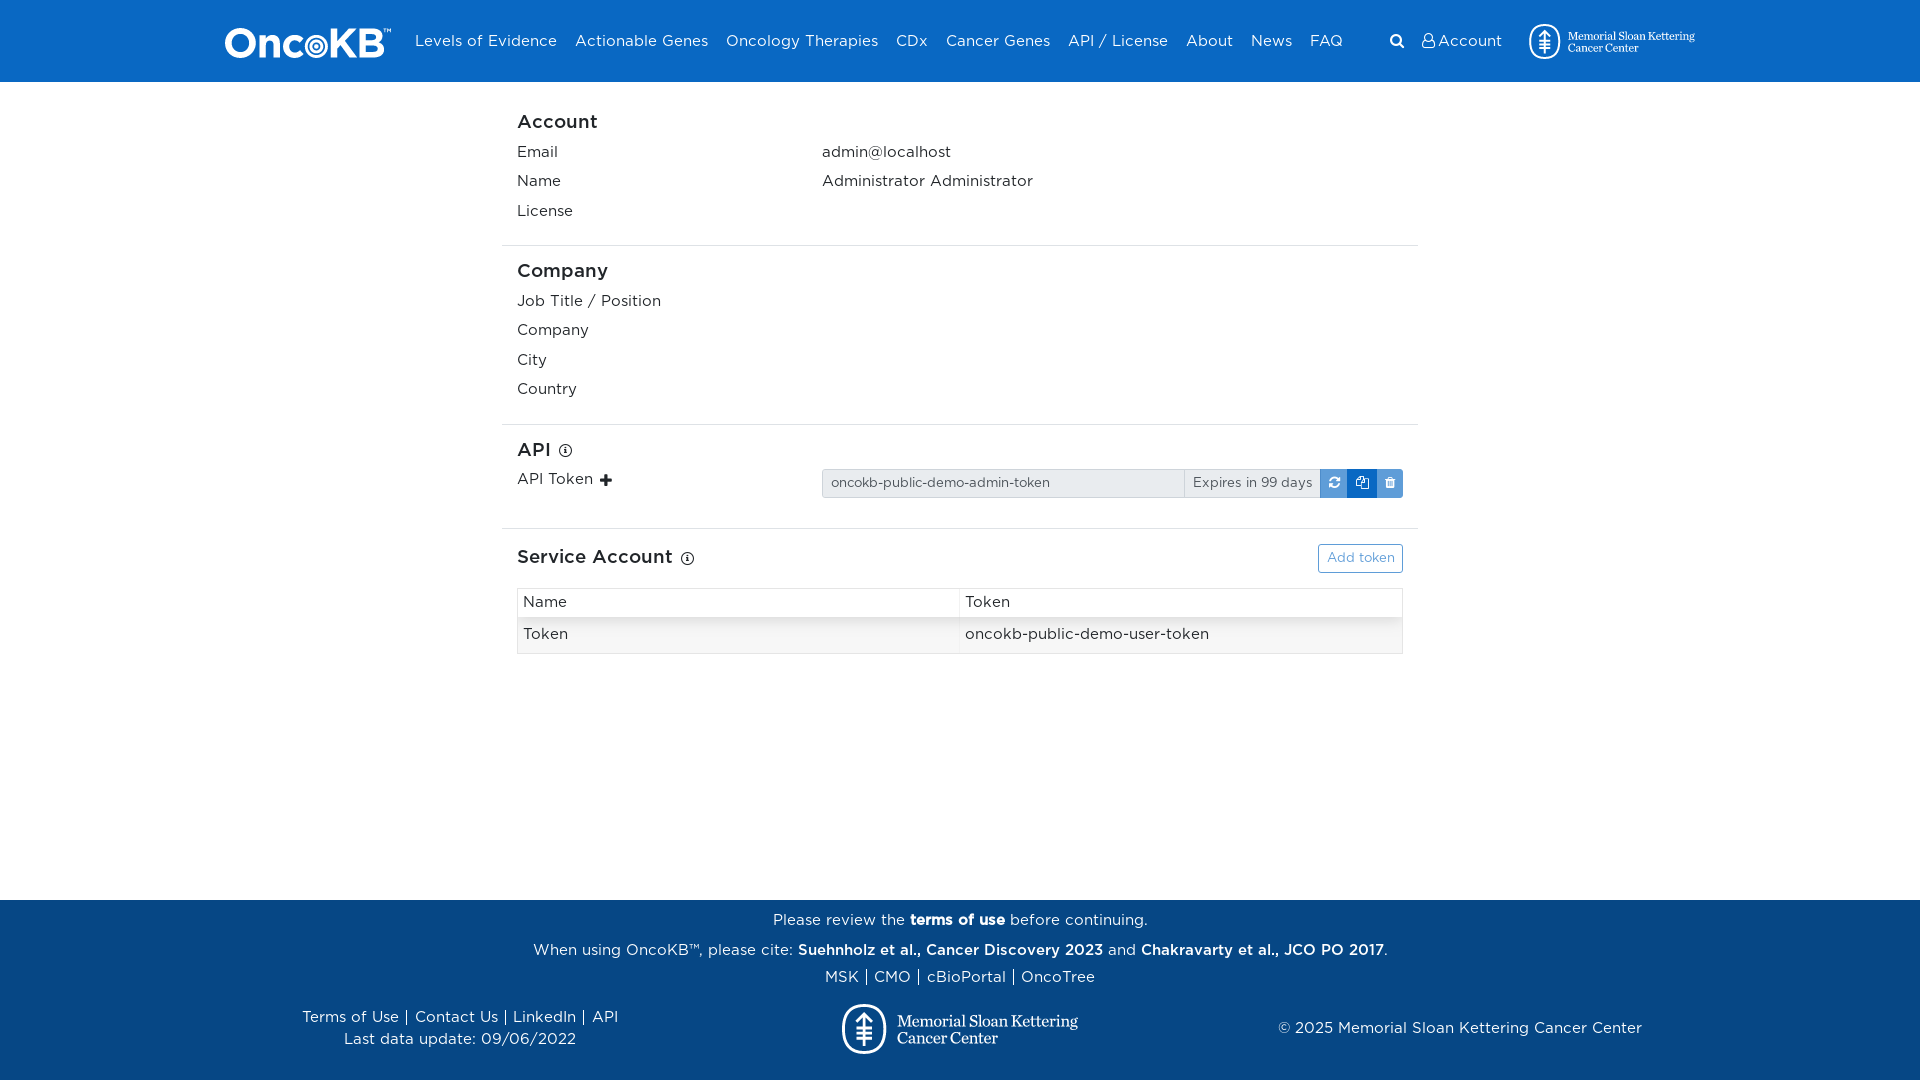 OncoKB™ Levels of Evidence Actionable Genes Oncology Therapies CDx Cancer Genes API / License About News FAQ Account Memorial Sloan Kettering
Cancer Center
Account
Email admin@localhost
Name Administrator Administrator
License
Company
Job Title / Position
Company
City
Country
API
API Token oncokb-public-demo-admin-token Expires in 99 days
Service Account Add token
Name Token
Token oncokb-public-demo-user-token
Please review the terms of use before continuing.
When using OncoKB™, please cite: Suehnholz et al., Cancer Discovery 2023 and Chakravarty et al., JCO PO 2017.
MSK | CMO | cBioPortal | OncoTree
Terms of Use | Contact Us | LinkedIn | API
Last data update: 09/06/2022
Memorial Sloan Kettering
Cancer Center
© 2025 Memorial Sloan Kettering Cancer Center